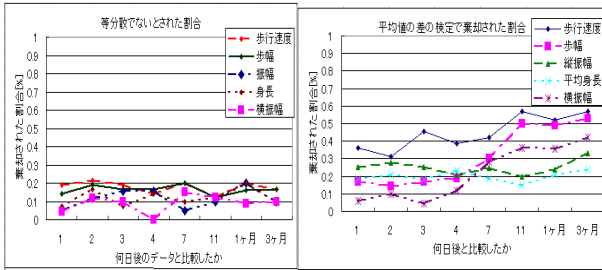 等分散でないとされた割合
棄却された割合[%]
1
0.9
0.8
0.7
0.6
0.5
0.4
0.3
0.2
0.1
0
1
2
3
4
7
11
1ヶ月
3ヶ月
何日後のデータと比較したか
歩行速度
歩幅
振幅
身長
横振幅
平均値の差の検定で棄却された割合
棄却された割合[%]
1
0.9
0.8
0.7
0.6
0.5
0.4
0.3
0.2
0.1
0
1
2
3
4
7
11
1ヶ月
3ヶ月
何日後と比較したか
歩行速度
歩幅
縦振幅
平均身長
横振幅